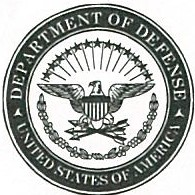 DEPARTMENT OF DEFENSE
UNITED STATES OF AMERICA